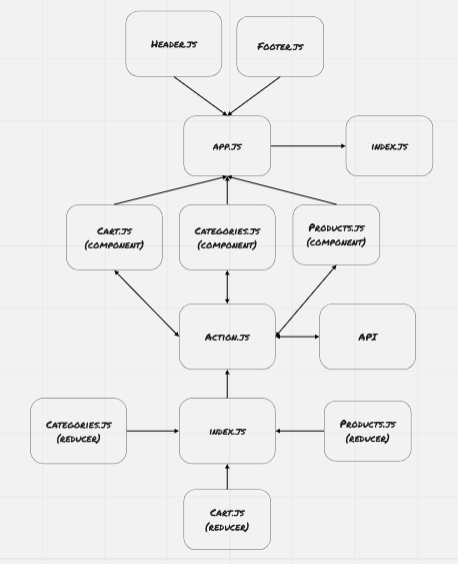 Header.js
Footer.js
App.js
index.js
Cart.js
(component)
Categories.js
(component)
Products.js
(component)
Action.js
API
Categories.js
(reducer)
index.js
Products.js
(reducer)
Cart.js
(reducer)